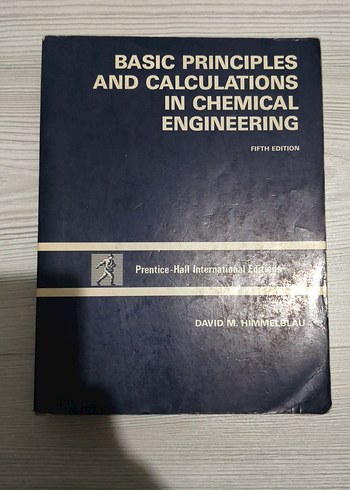 BASIC PRINCIPLES
AND CALCULATIONS
IN CHEMICAL
ENGINEERING
FIFTH EDITION
Prentice-Hall International Editions
DAVID M. HIMMELBLAU